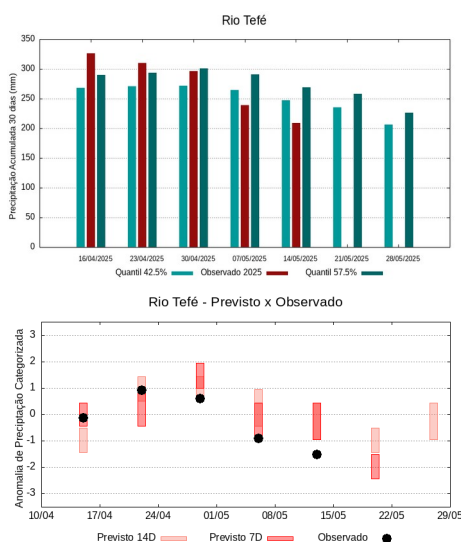 Rio Tefé
Precipitação Acumulada 30 dias (mm)
350
300
250
200
150
100
50
0
16/04/2025 23/04/2025 30/04/2025 07/05/2025 14/05/2025 21/05/2025 28/05/2025
Quantil 42.5% Observado 2025 Quantil 57.5%
Rio Tefé - Previsto x Observado
Anomalia de Preciptação Categorizada
3
2
1
0
-1
-2
-3
10/04 17/04 24/04 01/05 08/05 15/05 22/05 29/05
Previsto 14D Previsto 7D Observado